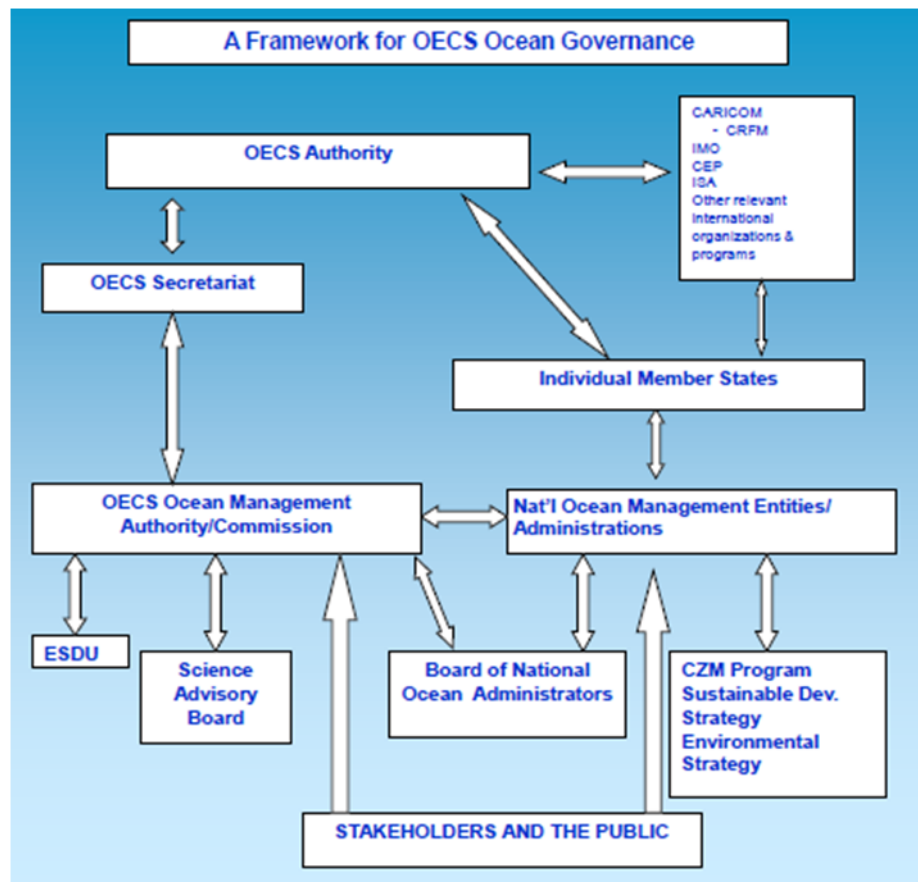 A Framework for OECS Ocean Governance
CARICOM
- CRFM
IMO
CEP
ISA
Other relevant
International
organizations &
programs
OECS Authority
OECS Secretariat
Individual Member States
OECS Ocean Management
Authority/Commission
Nat'l Ocean Management Entities/
Administrations
ESDU
Science
Advisory
Board
Board of National
Ocean Administrators
CZM Program
Sustainable Dev.
Strategy
Environmental
Strategy
STAKEHOLDERS AND THE PUBLIC